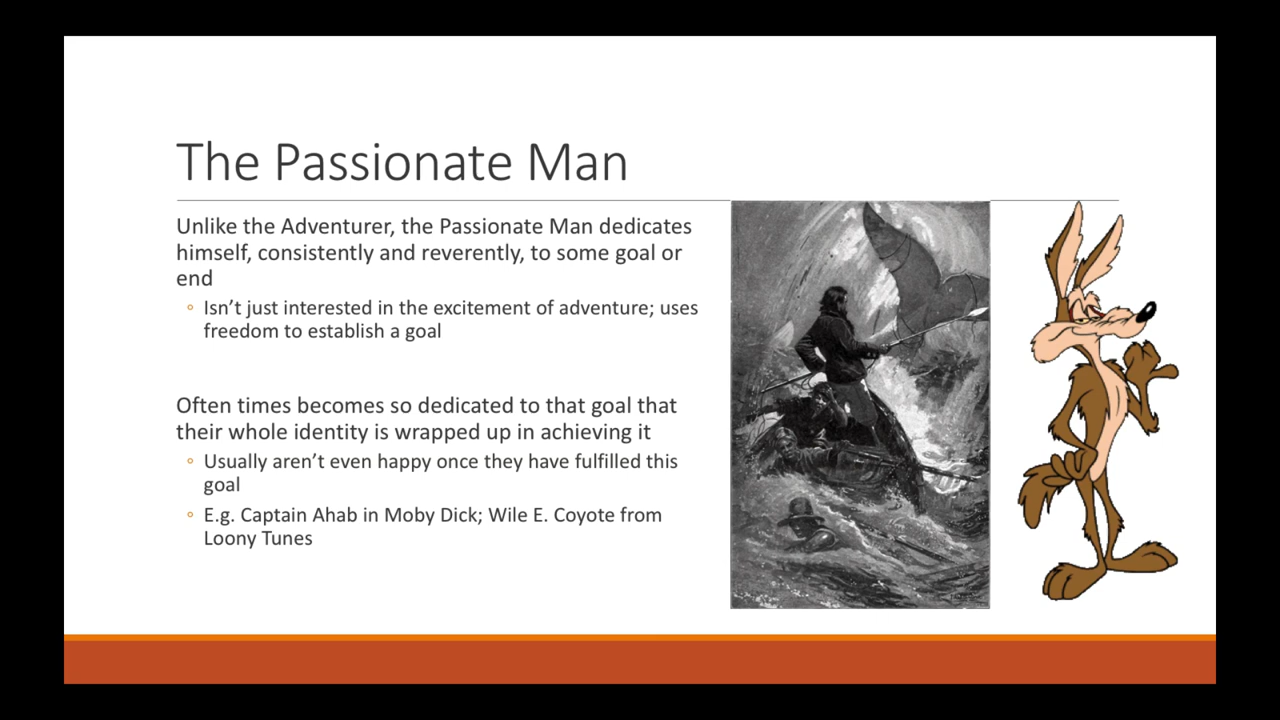 The Passionate Man
Unlike the Adventurer, the Passionate Man dedicates
himself, consistently and reverently, to some goal or
end
◦ Isn’t just interested in the excitement of adventure; uses
freedom to establish a goal
Often times becomes so dedicated to that goal that
their whole identity is wrapped up in achieving it
◦ Usually aren’t even happy once they have fulfilled this
goal
◦ E.g. Captain Ahab in Moby Dick; Wile E. Coyote from
Loony Tunes